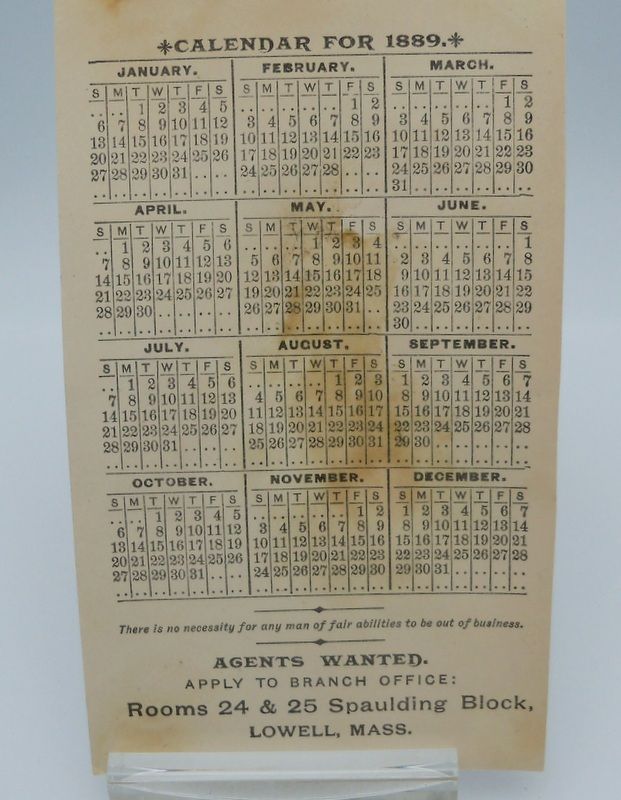 CALENDAR FOR 1889.
JANUARY. FEBRUARY. MARCH.
S M T W T F S S M T W T F S S M T W T F S
.. .. 1 2 3 4 5 .. .. .. .. .. 1 2 .. .. .. .. .. 1 2
6 7 8 9 10 11 12 3 4 5 6 7 8 9 3 4 5 6 7 8 9
13 14 15 16 17 18 19 10 11 12 13 14 15 16 10 11 12 13 14 15 16
20 21 22 23 24 25 26 17 18 19 20 21 22 23 17 18 19 20 21 22 23
27 28 29 30 31 .. .. 24 25 26 27 28 .. .. 24 25 26 27 28 29 30
.. .. .. .. .. .. .. .. .. .. .. .. .. .. 31 .. .. .. .. .. ..
APRIL. MAY. JUNE.
S M T W T F S S M T W T F S S M T W T F S
.. 1 2 3 4 5 6 .. .. .. 1 2 3 4 .. .. .. .. .. .. 1
7 8 9 10 11 12 13 5 6 7 8 9 10 11 2 3 4 5 6 7 8
14 15 16 17 18 19 20 12 13 14 15 16 17 18 9 10 11 12 13 14 15
21 22 23 24 25 26 27 19 20 21 22 23 24 25 16 17 18 19 20 21 22
28 29 30 .. .. .. .. 26 27 28 29 30 31 .. 23 24 25 26 27 28 29
.. .. .. .. .. .. .. .. .. .. .. .. .. .. 30 .. .. .. .. .. ..
JULY. AUGUST. SEPTEMBER.
S M T W T F S S M T W T F S S M T W T F S
.. 1 2 3 4 5 6 .. .. .. .. 1 2 3 1 2 3 4 5 6 7
7 8 9 10 11 12 13 4 5 6 7 8 9 10 8 9 10 11 12 13 14
14 15 16 17 18 19 20 11 12 13 14 15 16 17 15 16 17 18 19 20 21
21 22 23 24 25 26 27 18 19 20 21 22 23 24 22 23 24 25 26 27 28
28 29 30 31 .. .. .. 25 26 27 28 29 30 31 29 30 .. .. .. .. ..
.. .. .. .. .. .. .. .. .. .. .. .. .. .. .. .. .. .. .. .. ..
OCTOBER. NOVEMBER. DECEMBER.
S M T W T F S S M T W T F S S M T W T F S
.. .. 1 2 3 4 5 .. .. .. .. .. 1 2 1 2 3 4 5 6 7
6 7 8 9 10 11 12 3 4 5 6 7 8 9 8 9 10 11 12 13 14
13 14 15 16 17 18 19 10 11 12 13 14 15 16 15 16 17 18 19 20 21
20 21 22 23 24 25 26 17 18 19 20 21 22 23 22 23 24 25 26 27 28
27 28 29 30 31 .. .. 24 25 26 27 28 29 30 29 30 31 .. .. .. ..
.. .. .. .. .. .. .. .. .. .. .. .. .. .. .. .. .. .. .. .. ..
There is no necessity for any man of fair abilities to be out of business.
AGENTS WANTED.
APPLY TO BRANCH OFFICE:
Rooms 24 & 25 Spaulding Block,
LOWELL, MASS.